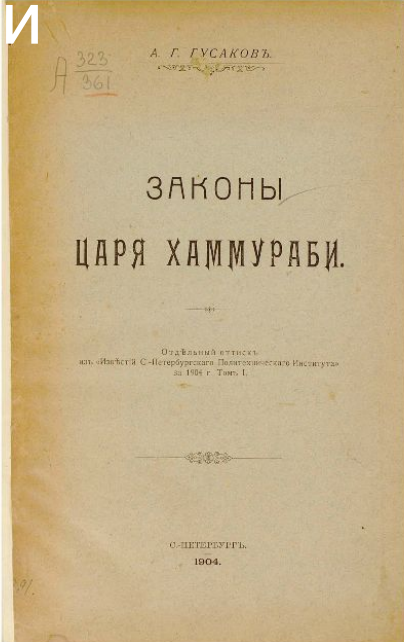 И
А. Г. ГУСАКОВЪ.
А 323
361
ЗАКОНЫ
ЦАРЯ ХАММУРАБИ.
Отдѣльный оттискъ
изъ «Извѣстій С.-Петербургскаго Политехническаго Института»
за 1904 г. Томъ I.
С.-ПЕТЕРБУРГЪ.
1904.